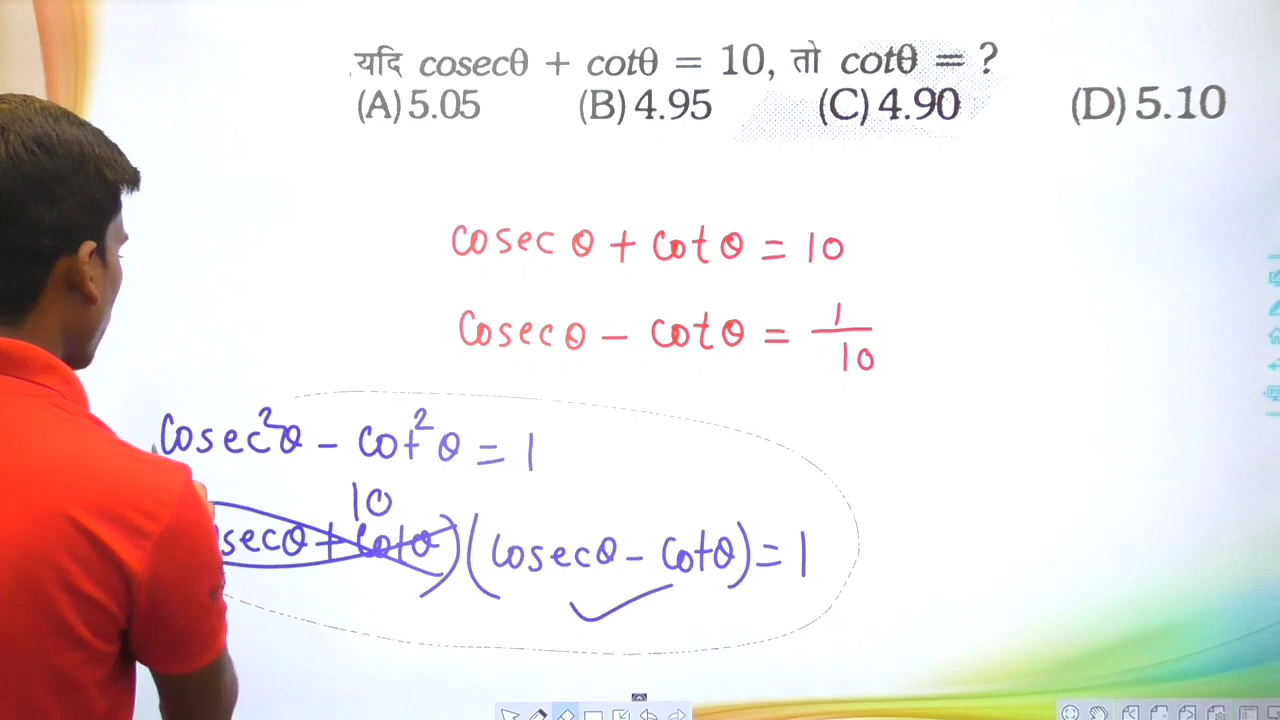 यदि cosecθ + cotθ = 10, तो cotθ = ?
(A) 5.05 (B) 4.95 (C) 4.90 (D) 5.10
cosec θ + cot θ = 10
cosec θ - cot θ = 1/10
cosec²θ - cot²θ = 1
10
secθ + cotθ) (cosecθ - cotθ) = 1